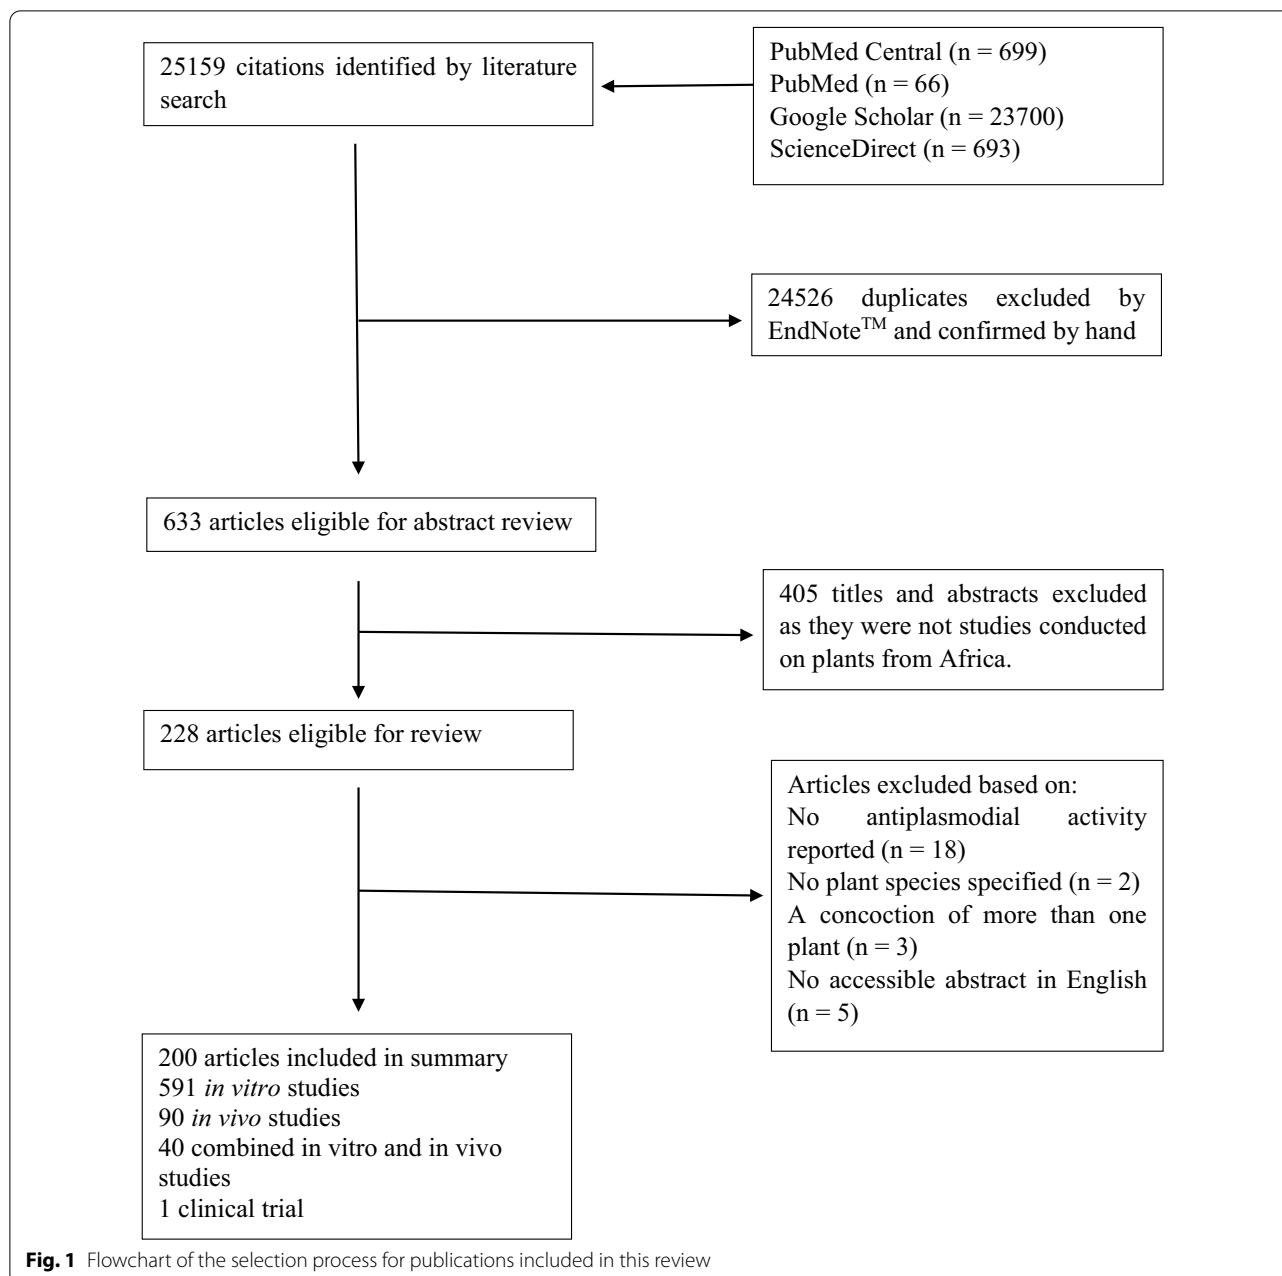 25159 citations identified by literature
search
PubMed Central (n = 699)
PubMed (n = 66)
Google Scholar (n = 23700)
ScienceDirect (n = 693)
24526 duplicates excluded by
EndNote™ and confirmed by hand
633 articles eligible for abstract review
405 titles and abstracts excluded
as they were not studies conducted
on plants from Africa.
228 articles eligible for review
Articles excluded based on:
No antiplasmodial activity
reported (n = 18)
No plant species specified (n = 2)
A concoction of more than one
plant (n = 3)
No accessible abstract in English
(n = 5)
200 articles included in summary
591 in vitro studies
90 in vivo studies
40 combined in vitro and in vivo
studies
1 clinical trial
Fig. 1 Flowchart of the selection process for publications included in this review